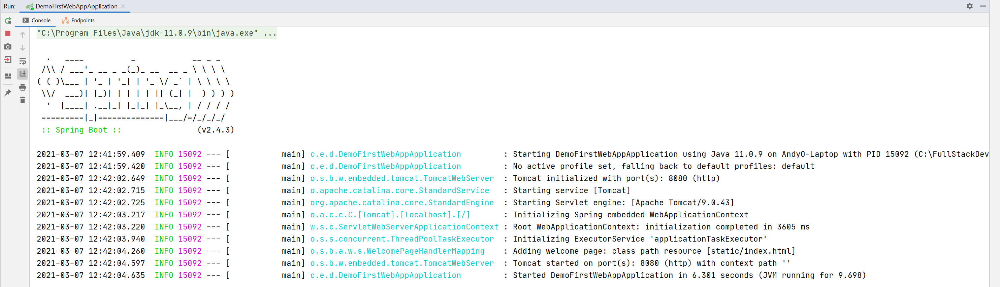 Run: DemoFirstWebAppApplication
Console Endpoints
"C:\Program Files\Java\jdk-11.0.9\bin\java.exe" ...
  .   ____          _            __ _ _
 /\\ / ___'_ __ _ _(_)_ __  __ _ \ \ \ \
( ( )\___ | '_ | '_| | '_ \/ _` | \ \ \ \
 \\/  ___)| |_)| | | | | || (_| |  ) ) ) )
  '  |____| .__|_| |_|_| |_\__, | / / / /
 =========|_|==============|___/=/_/_/_/
 :: Spring Boot ::                (v2.4.3)
2021-03-07 12:41:59.409  INFO 15092 --- [           main] c.e.d.DemoFirstWebAppApplication         : Starting DemoFirstWebAppApplication using Java 11.0.9 on AndyO-Laptop with PID 15092 (C:\FullStackDev
2021-03-07 12:41:59.420  INFO 15092 --- [           main] c.e.d.DemoFirstWebAppApplication         : No active profile set, falling back to default profiles: default
2021-03-07 12:42:02.649  INFO 15092 --- [           main] o.s.b.w.embedded.tomcat.TomcatWebServer  : Tomcat initialized with port(s): 8080 (http)
2021-03-07 12:42:02.715  INFO 15092 --- [           main] o.apache.catalina.core.StandardService   : Starting service [Tomcat]
2021-03-07 12:42:02.725  INFO 15092 --- [           main] org.apache.catalina.core.StandardEngine  : Starting Servlet engine: [Apache Tomcat/9.0.43]
2021-03-07 12:42:03.217  INFO 15092 --- [           main] o.a.c.c.C.[Tomcat].[localhost].[/]       : Initializing Spring embedded WebApplicationContext
2021-03-07 12:42:03.220  INFO 15092 --- [           main] w.s.c.ServletWebServerApplicationContext : Root WebApplicationContext: initialization completed in 3605 ms
2021-03-07 12:42:03.940  INFO 15092 --- [           main] o.s.s.concurrent.ThreadPoolTaskExecutor  : Initializing ExecutorService 'applicationTaskExecutor'
2021-03-07 12:42:04.260  INFO 15092 --- [           main] o.s.b.a.w.s.WelcomePageHandlerMapping    : Adding welcome page: class path resource [static/index.html]
2021-03-07 12:42:04.597  INFO 15092 --- [           main] o.s.b.w.embedded.tomcat.TomcatWebServer  : Tomcat started on port(s): 8080 (http) with context path ''
2021-03-07 12:42:04.635  INFO 15092 --- [           main] c.e.d.DemoFirstWebAppApplication         : Started DemoFirstWebAppApplication in 6.301 seconds (JVM running for 9.698)